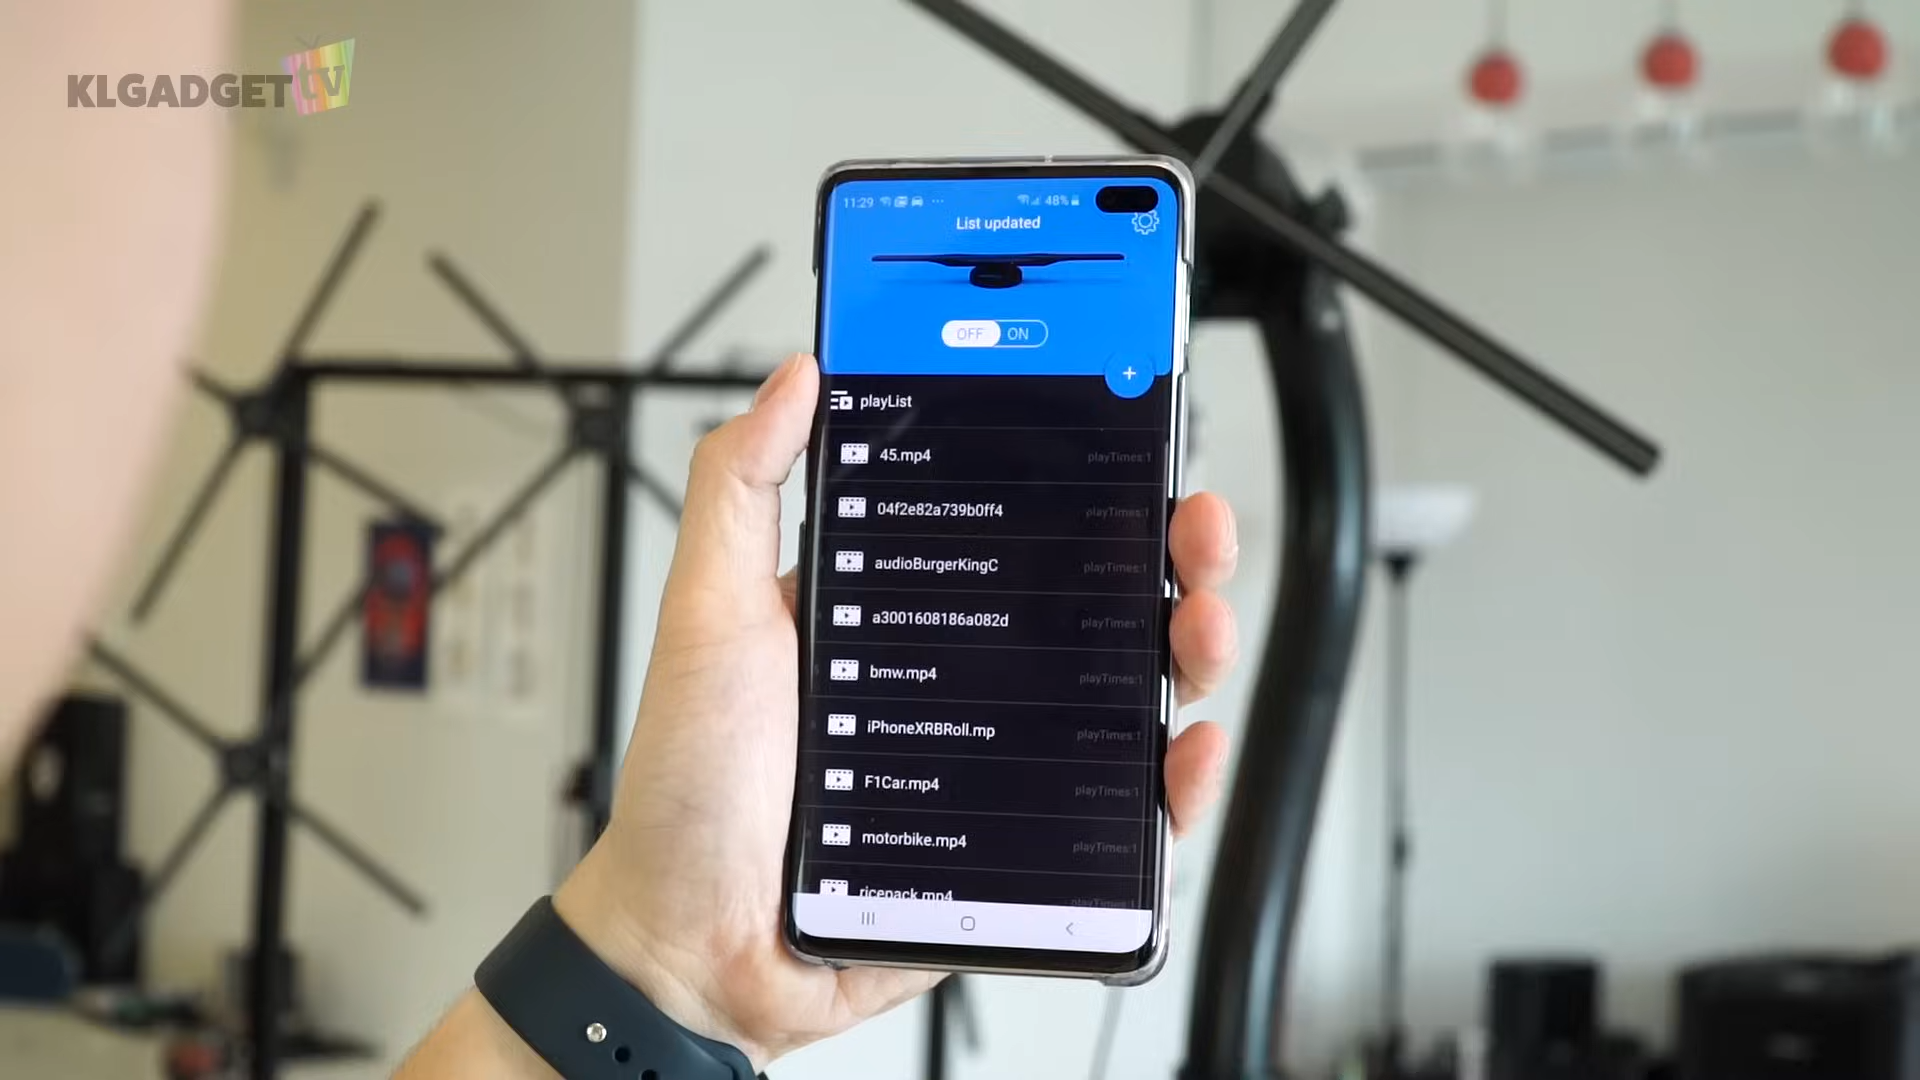 KLGADGET tv
11:29 48%
List updated
OFF ON
+
playList
45.mp4 playTimes:1
04f2e82a739b0ff4 playTimes:1
audioBurgerKingC playTimes:1
a3001608186a082d playTimes:1
bmw.mp4 playTimes:1
iPhoneXRBRoll.mp playTimes:1
F1Car.mp4 playTimes:1
motorbike.mp4 playTimes:1
ricepack.mp4 playTimes:1